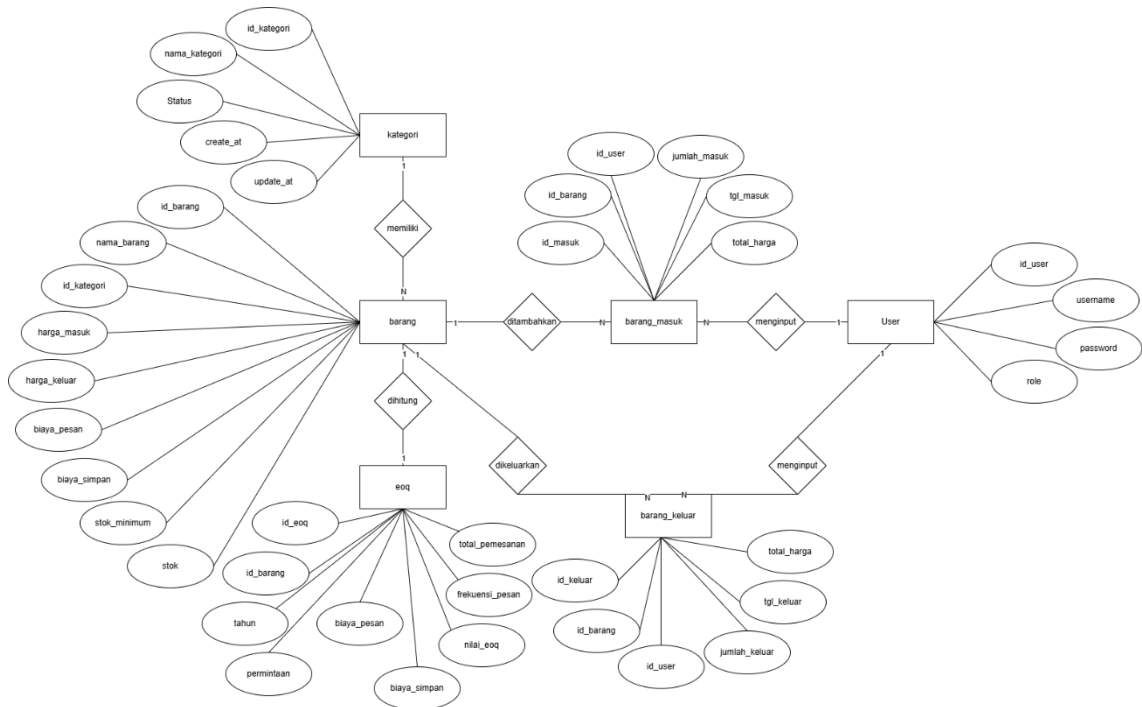 id_kategori
nama_kategori
Status
create_at
update_at
kategori
1
memiliki
N
id_barang
nama_barang
id_kategori
harga_masuk
harga_keluar
biaya_pesan
biaya_simpan
stok_minimum
stok
barang
1
ditambahkan
N
id_user
jumlah_masuk
id_barang
tgl_masuk
id_masuk
total_harga
barang_masuk
N
menginput
1
User
id_user
username
password
role
1
1
1
dihitung
1
dikeluarkan
menginput
eoq
N
N
barang_keluar
id_eoq
total_pemesanan
id_barang
frekuensi_pesan
tahun
biaya_pesan
nilai_eoq
permintaan
biaya_simpan
total_harga
id_keluar
tgl_keluar
id_barang
jumlah_keluar
id_user